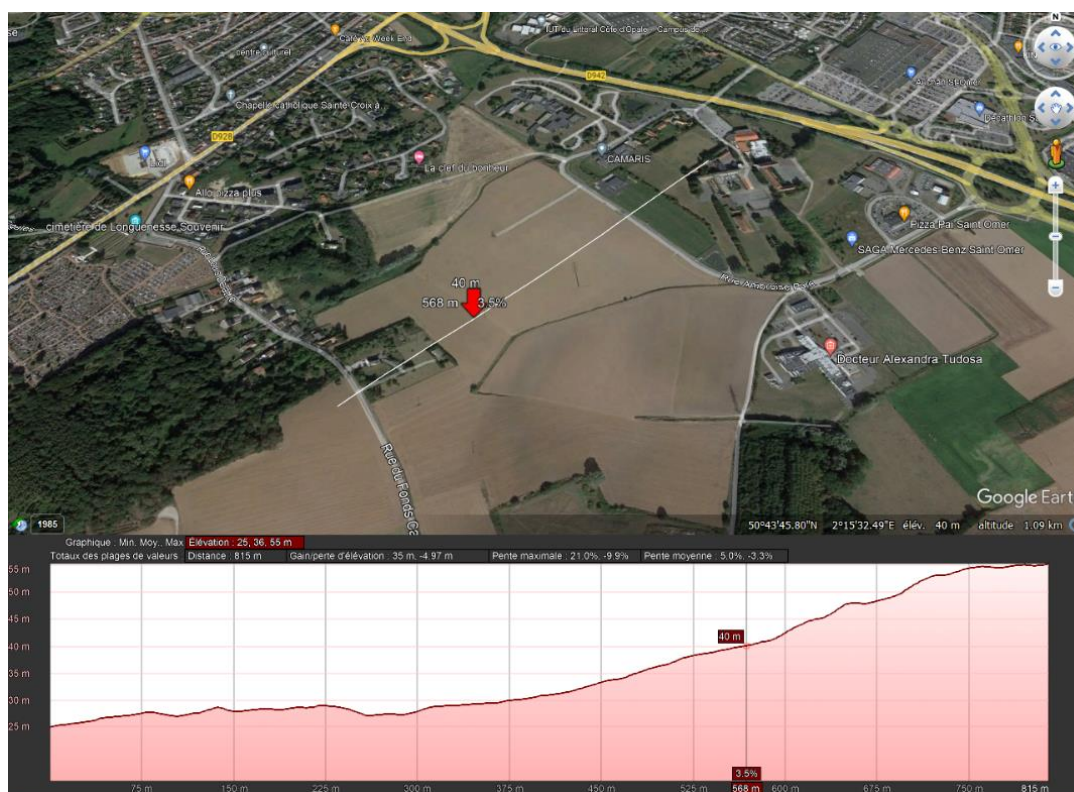 IUT du Littoral Côte d'Opale - Campus de
Café Au Week End
centre culturel
D942
N
Chapelle catholique Sainte-Croix à
D928
Lidl
CAMARIS
La clef du bonheur
Allo pizza plus
cimetière de Longuenesse Souvenir
Pizza Pai Saint Omer
SAGA Mercedes-Benz Saint Omer
40 m
568 m 3.5%
Docteur Alexandra Tudosa
Rue du Fonds Ca
Google Eart
1985
50°43'45.80"N 2°15'32.49"E élév. 40 m altitude 1.09 km
Graphique : Min. Moy.. Max. Élévation : 25, 36, 55 m
Totaux des plages de valeurs : Distance : 815 m Gain/perte d'élévation : 35 m, -4.97 m Pente maximale : 21.0%, -9.9% Pente moyenne : 5.0%, -3.3%
55 m
50 m
45 m
40 m
40 m
35 m
30 m
25 m
3.5%
75 m 150 m 225 m 300 m 375 m 450 m 525 m 568 m 600 m 675 m 750 m 815 m